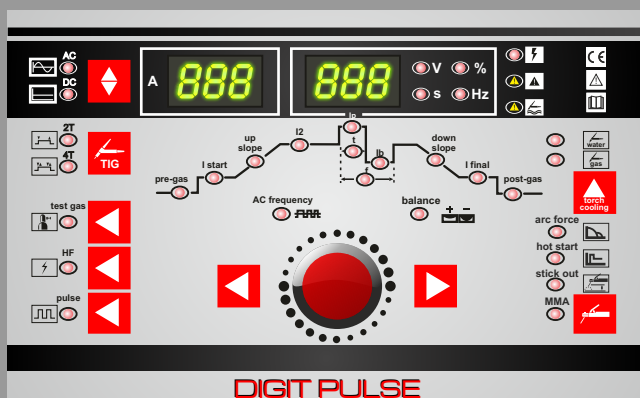 AC
DC
A
888
888
V
%
s
Hz
CE
2T
4T
TIG
up
slope
I2
Ip
t
Ib
f
down
slope
I start
I final
pre-gas
post-gas
water
gas
torch
cooling
test gas
AC frequency
balance
+ −
arc force
HF
hot start
stick out
pulse
MMA
DIGIT PULSE